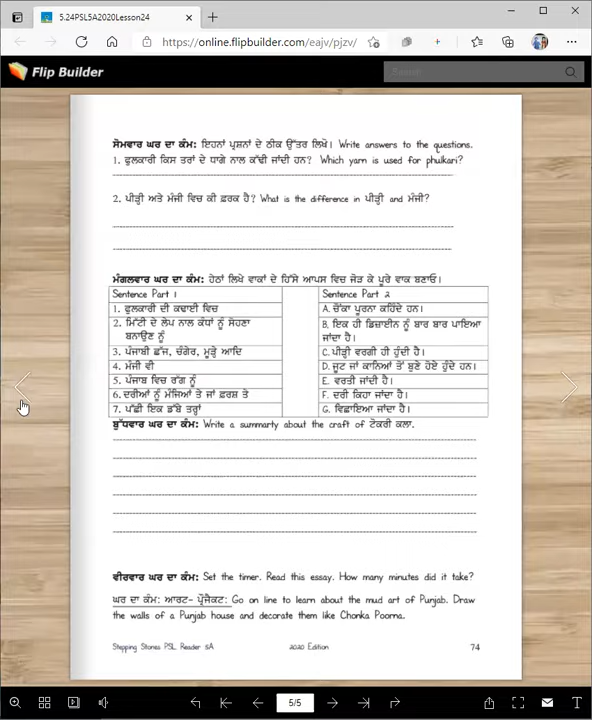 5.24PSL5A2020Lesson24
https://online.flipbuilder.com/eajv/pjzv/
Flip Builder
Search
ਸੋਮਵਾਰ ਘਰ ਦਾ ਕੰਮ: ਇਹਨਾਂ ਪ੍ਰਸ਼ਨਾਂ ਦੇ ਠੀਕ ਉੱਤਰ ਲਿਖੋ। Write answers to the questions.
1. ਫੁਲਕਾਰੀ ਕਿਸ ਤਰਾਂ ਦੇ ਧਾਗੇ ਨਾਲ ਕੱਢੀ ਜਾਂਦੀ ਹਨ? Which yarn is used for phulkari?
2. ਪੀੜ੍ਹੀ ਅਤੇ ਮੰਜੀ ਵਿਚ ਕੀ ਫ਼ਰਕ ਹੈ? What is the difference in ਪੀੜ੍ਹੀ and ਮੰਜੀ?
ਮੰਗਲਵਾਰ ਘਰ ਦਾ ਕੰਮ: ਹੇਠਾਂ ਲਿਖੇ ਵਾਕਾਂ ਦੇ ਹਿੱਸੇ ਆਪਸ ਵਿਚ ਜੋੜ ਕੇ ਪੂਰੇ ਵਾਕ ਬਣਾਓ।
Sentence Part 1
Sentence Part 2
1. ਫੁਲਕਾਰੀ ਦੀ ਕਢਾਈ ਵਿਚ
A. ਚੌਂਕਾ ਪੂਰਨਾ ਕਹਿੰਦੇ ਹਨ।
2. ਮਿੱਟੀ ਦੇ ਲੇਪ ਨਾਲ ਕੰਧਾਂ ਨੂੰ ਸੋਹਣਾ
ਬਨਾਉਣ ਨੂੰ
B. ਇਕ ਹੀ ਡਿਜ਼ਾਈਨ ਨੂੰ ਬਾਰ ਬਾਰ ਪਾਇਆ
ਜਾਂਦਾ ਹੈ।
3. ਪੰਜਾਬੀ ਛੱਜ, ਚੰਗੇਰ, ਮੂੜ੍ਹੇ ਆਦਿ
C. ਪੀੜ੍ਹੀ ਵਰਗੀ ਹੀ ਹੁੰਦੀ ਹੈ।
4. ਮੰਜੀ ਵੀ
D. ਜੂਟ ਜਾਂ ਕਾਨਿਆਂ ਤੋਂ ਬੁਣੇ ਹੋਏ ਹੁੰਦੇ ਹਨ।
5. ਪੰਜਾਬ ਵਿਚ ਰੱਗ ਨੂੰ
E. ਵਰਤੀ ਜਾਂਦੀ ਹੈ।
6. ਦਰੀਆਂ ਨੂੰ ਮੰਜਿਆਂ ਤੇ ਜਾਂ ਫ਼ਰਸ਼ ਤੇ
F. ਦਰੀ ਕਿਹਾ ਜਾਂਦਾ ਹੈ।
7. ਪੱਛੀ ਇਕ ਡੱਬੇ ਤਰ੍ਹਾਂ
G. ਵਿਛਾਇਆ ਜਾਂਦਾ ਹੈ।
ਬੁੱਧਵਾਰ ਘਰ ਦਾ ਕੰਮ: Write a summarty about the craft of ਟੋਕਰੀ ਕਲਾ.
ਵੀਰਵਾਰ ਘਰ ਦਾ ਕੰਮ: Set the timer. Read this essay. How many minutes did it take?
ਘਰ ਦਾ ਕੰਮ: ਆਰਟ- ਪ੍ਰੌਜੈਕਟ: Go on line to learn about the mud art of Punjab. Draw
the walls of a Punjab house and decorate them like Chonka Poorna.
Stepping Stones PSL Reader 5A 2020 Edition 74
5/5